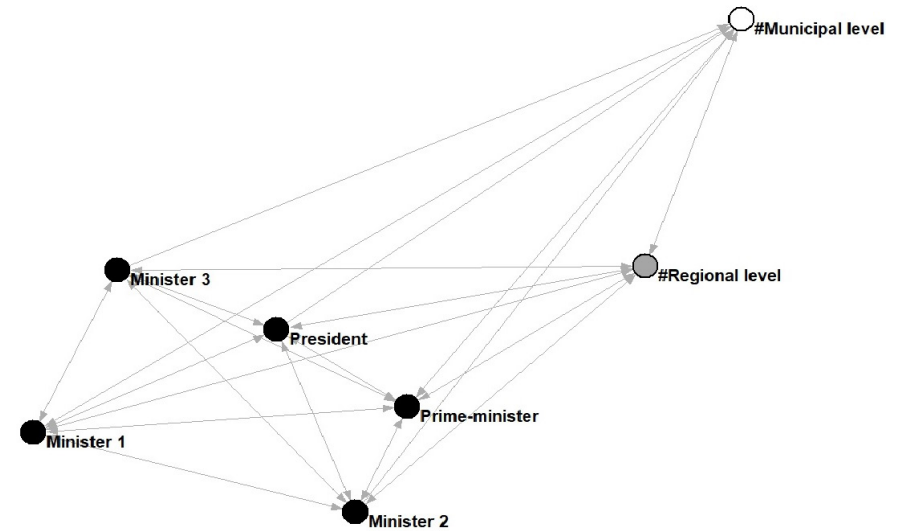 #Municipal level
#Regional level
Minister 3
President
Prime-minister
Minister 1
Minister 2